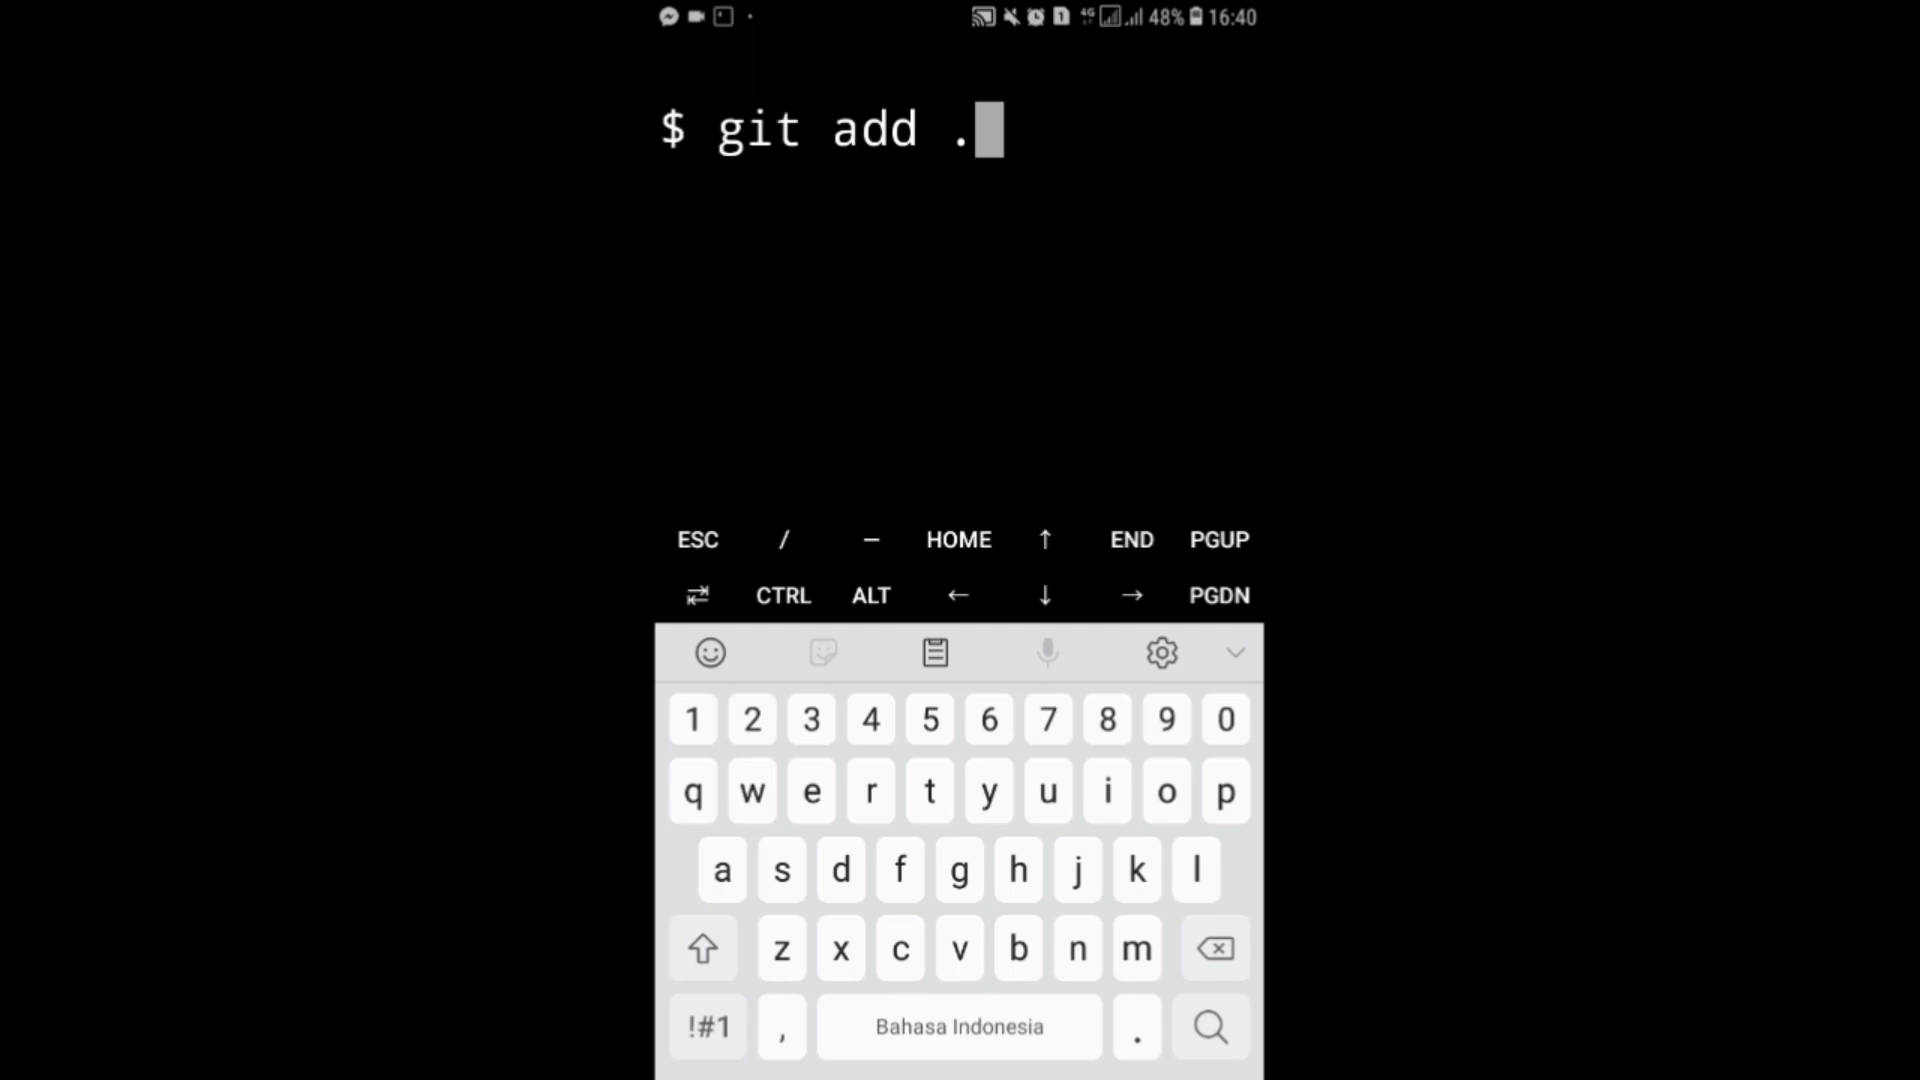 4G 48% 16:40
$ git add .
ESC / — HOME ↑ END PGUP
CTRL ALT ← ↓ → PGDN
1 2 3 4 5 6 7 8 9 0
q w e r t y u i o p
a s d f g h j k l
z x c v b n m
!#1 , Bahasa Indonesia .